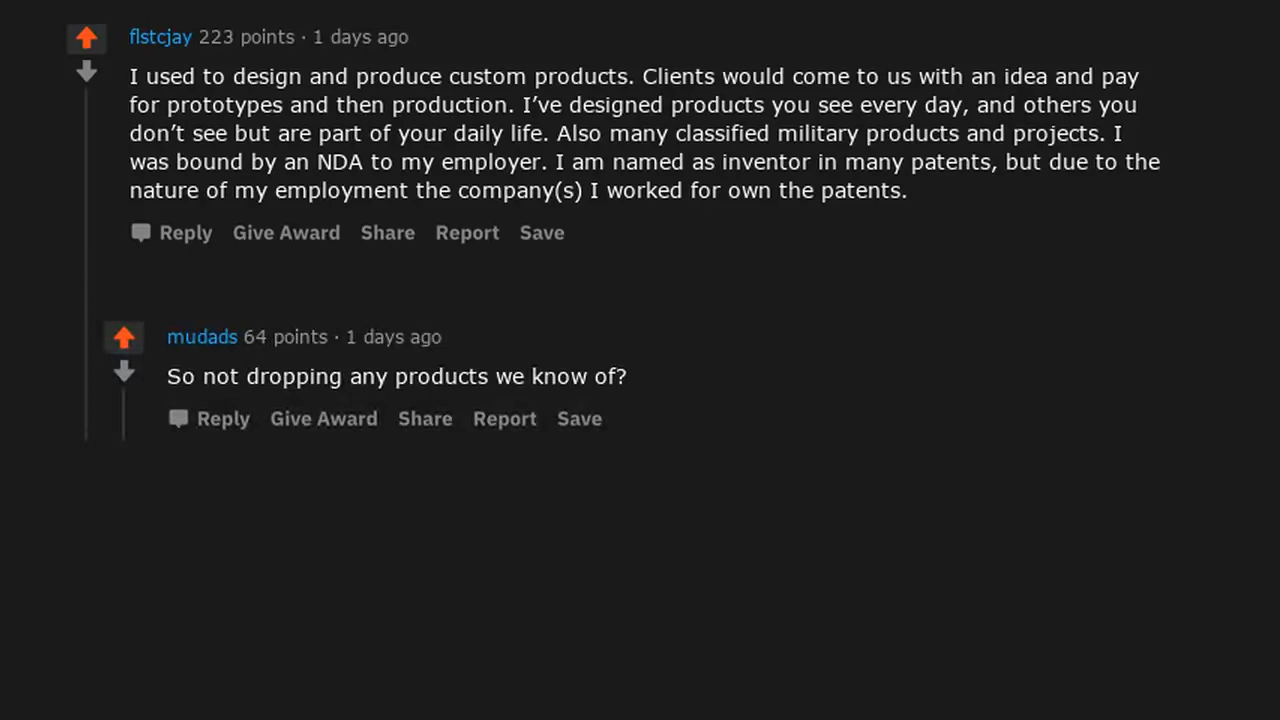 flstcjay 223 points · 1 days ago
I used to design and produce custom products. Clients would come to us with an idea and pay
for prototypes and then production. I’ve designed products you see every day, and others you
don’t see but are part of your daily life. Also many classified military products and projects. I
was bound by an NDA to my employer. I am named as inventor in many patents, but due to the
nature of my employment the company(s) I worked for own the patents.
Reply Give Award Share Report Save
mudads 64 points · 1 days ago
So not dropping any products we know of?
Reply Give Award Share Report Save